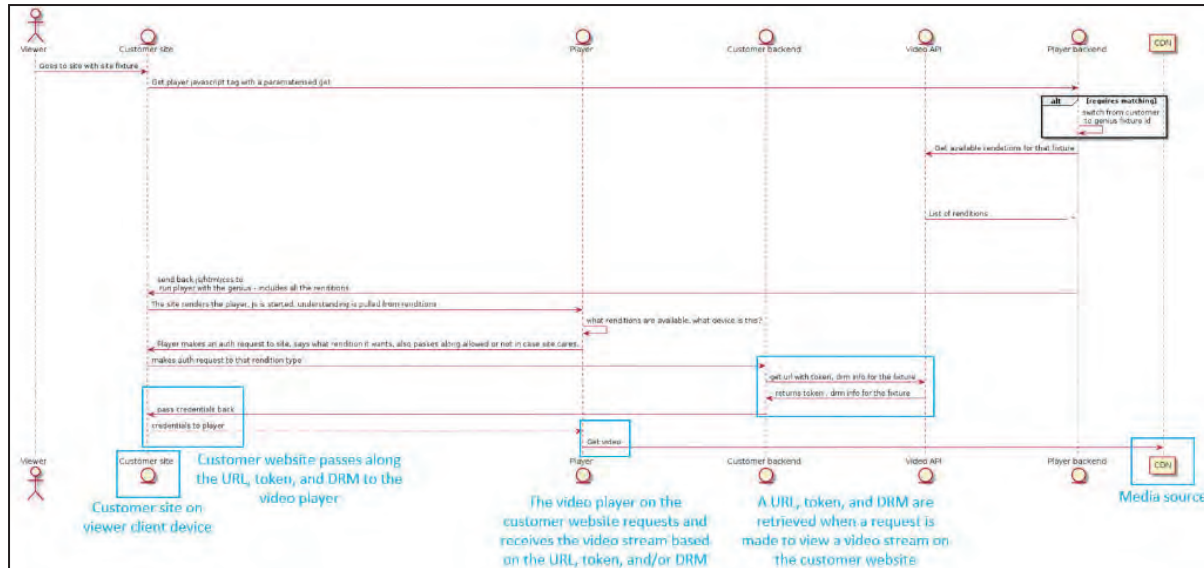 Viewer
Customer site
Player
Customer backend
Video API
Player backend
CDN
Goes to site with site fixture
Get player javascript tag with a paramaterised (js)
alt
[requires matching]
switch from customer
to genius fixture id
Get available renditions for that fixture
List of renditions
send back
run player with the genius - includes all the renditions
The site renders the player, js is started, understanding is pulled from renditions
what renditions are available, what device is this?
Player makes an auth request to site, says what rendition it wants, also passes along allowed or not in case site cares.
makes auth request to that rendition type
get url with token, drm info for the fixture
returns token , drm info for the fixture
pass credentials back
credentials to player
Get video
Viewer
Customer site
Player
Customer backend
Video API
Player backend
CDN
Customer website passes along
the URL, token, and DRM to the
video player
Customer site on
viewer client device
The video player on the
customer website requests and
receives the video stream based
on the URL, token, and/or DRM
A URL, token, and DRM are
retrieved when a request is
made to view a video stream on
the customer website
Media source